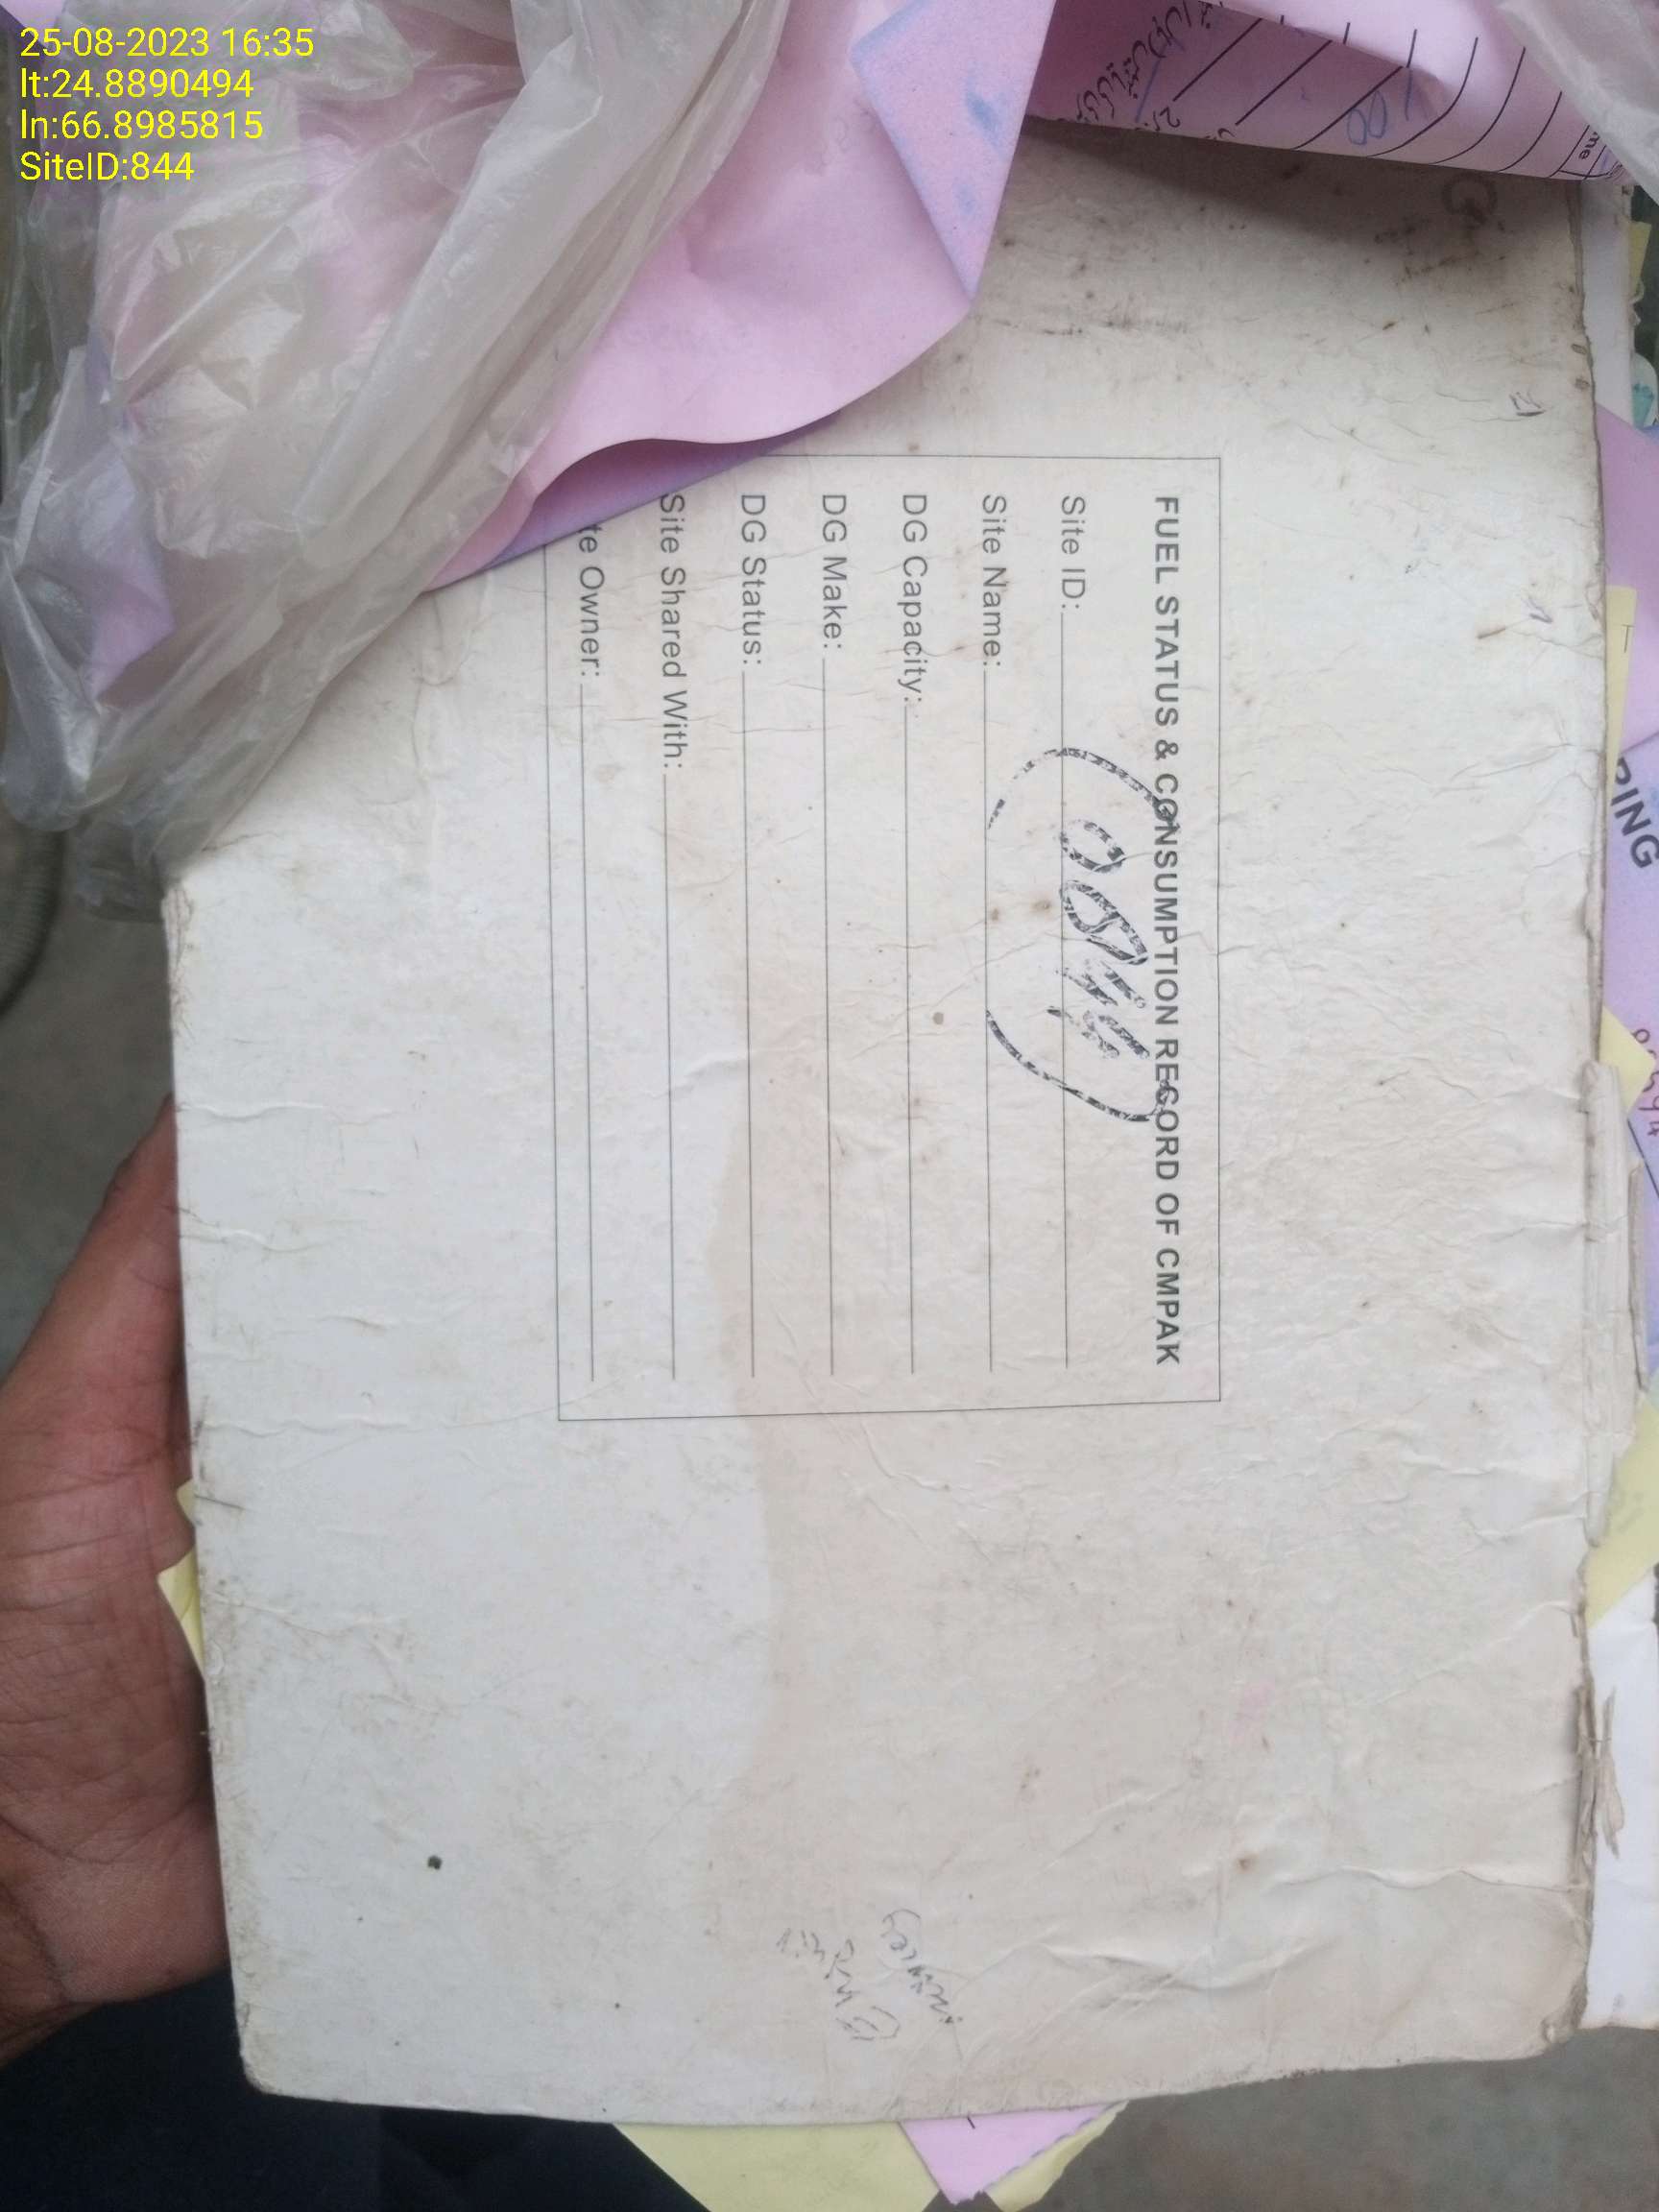 25-08-2023 16:35
lt:24.8890494
ln:66.8985815
SiteID:844
FUEL STATUS & CONSUMPTION RECORD OF CMPAK
Site ID:
0844
Site Name:
DG Capacity:
DG Make:
DG Status:
Site Shared With:
te Owner:
PING